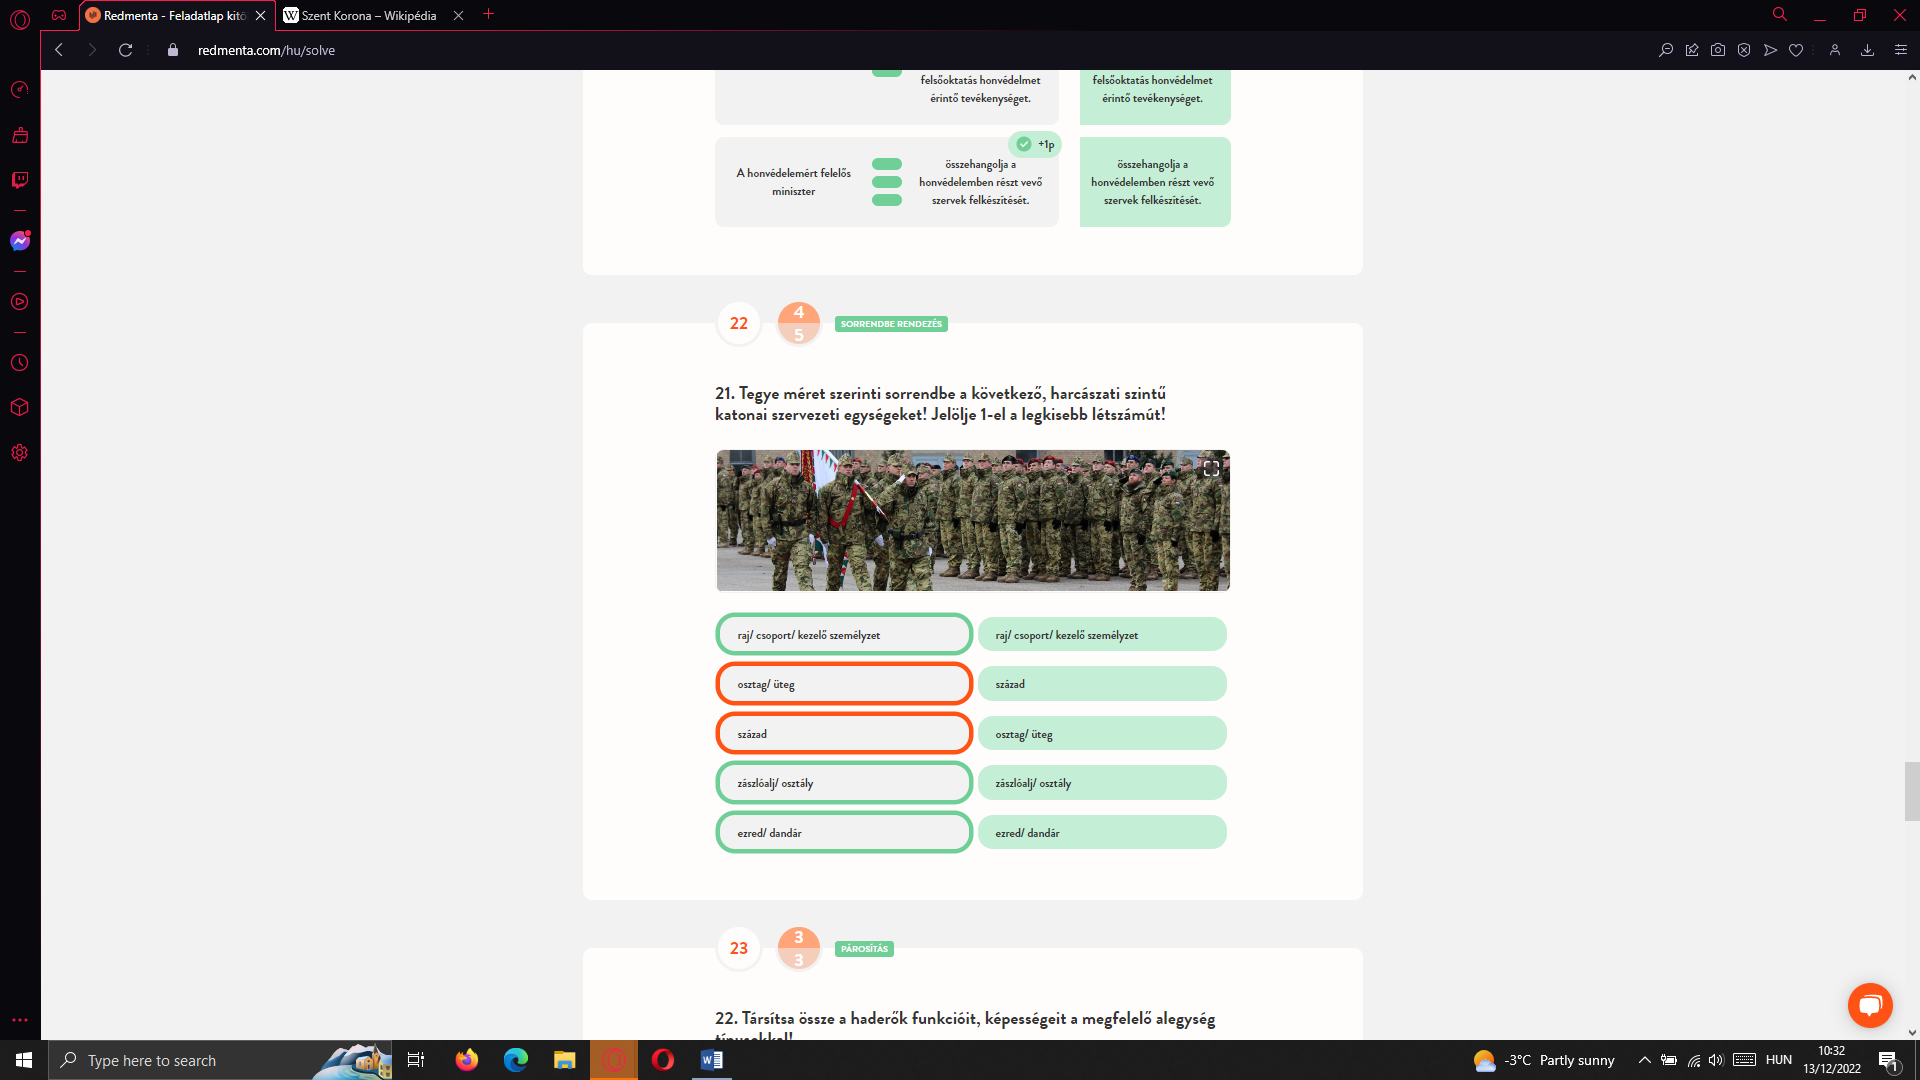 Redmenta - Feladatlap kitö
Szent Korona – Wikipédia
redmenta.com/hu/solve
felsőoktatás honvédelmet
érintő tevékenységet.
felsőoktatás honvédelmet
érintő tevékenységet.
+1p
A honvédelemért felelős
miniszter
összehangolja a
honvédelemben részt vevő
szervek felkészítését.
összehangolja a
honvédelemben részt vevő
szervek felkészítését.
22
4
5
SORRENDBE RENDEZÉS
21. Tegye méret szerinti sorrendbe a következő, harcászati szintű
katonai szervezeti egységeket! Jelölje 1-el a legkisebb létszámút!
raj/ csoport/ kezelő személyzet
raj/ csoport/ kezelő személyzet
osztag/ üteg
század
század
osztag/ üteg
zászlóalj/ osztály
zászlóalj/ osztály
ezred/ dandár
ezred/ dandár
23
3
3
PÁROSÍTÁS
22. Társítsa össze a haderők funkcióit, képességeit a megfelelő alegység
típusokkal!
Type here to search
-3°C Partly sunny
HUN
10:32
13/12/2022
1